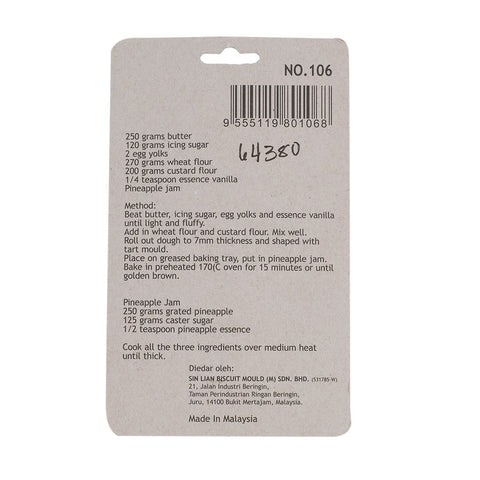 NO.106
9 555119 801068
64380
250 grams butter
120 grams icing sugar
2 egg yolks
270 grams wheat flour
200 grams custard flour
1/4 teaspoon essence vanilla
Pineapple jam
Method:
Beat butter, icing sugar, egg yolks and essence vanilla
until light and fluffy.
Add in wheat flour and custard flour. Mix well.
Roll out dough to 7mm thickness and shaped with
tart mould.
Place on greased baking tray, put in pineapple jam.
Bake in preheated 170(C oven for 15 minutes or until
golden brown.
Pineapple Jam
250 grams grated pineapple
125 grams caster sugar
1/2 teaspoon pineapple essence
Cook all the three ingredients over medium heat
until thick.
Diedar oleh:
SIN LIAN BISCUIT MOULD (M) SDN. BHD. (531785-W)
21, Jalan Industri Beringin,
Taman Perindustrian Ringan Beringin,
Juru, 14100 Bukit Mertajam, Malaysia.
Made In Malaysia